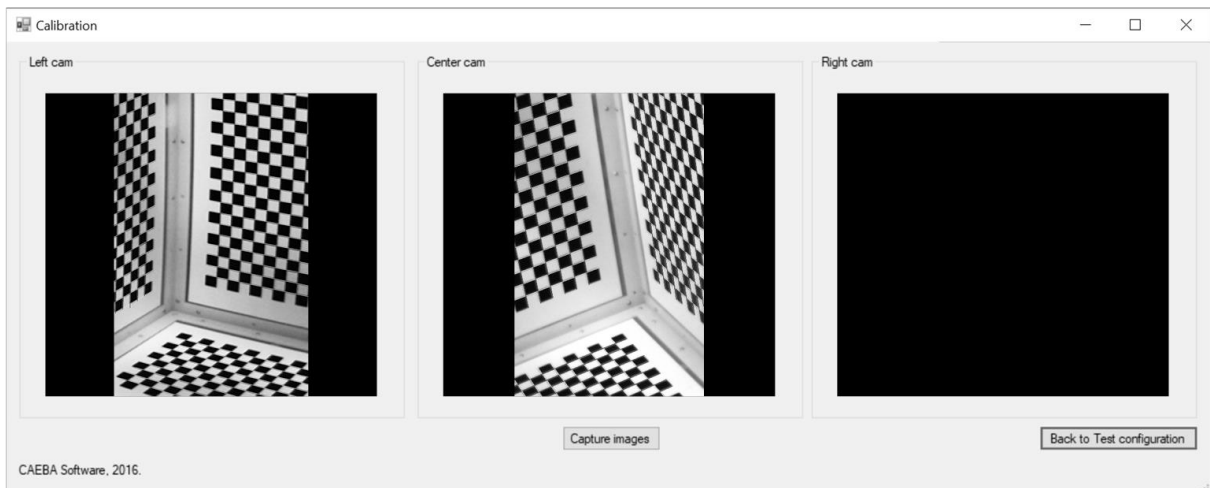 Calibration
Left cam
Center cam
Right cam
Capture images
Back to Test configuration
CAEBA Software, 2016.